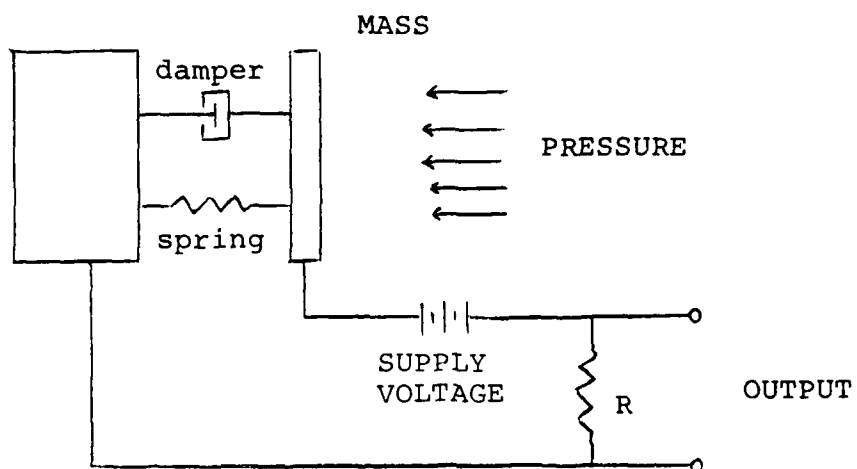 MASS
damper
PRESSURE
spring
SUPPLY
VOLTAGE
R
OUTPUT